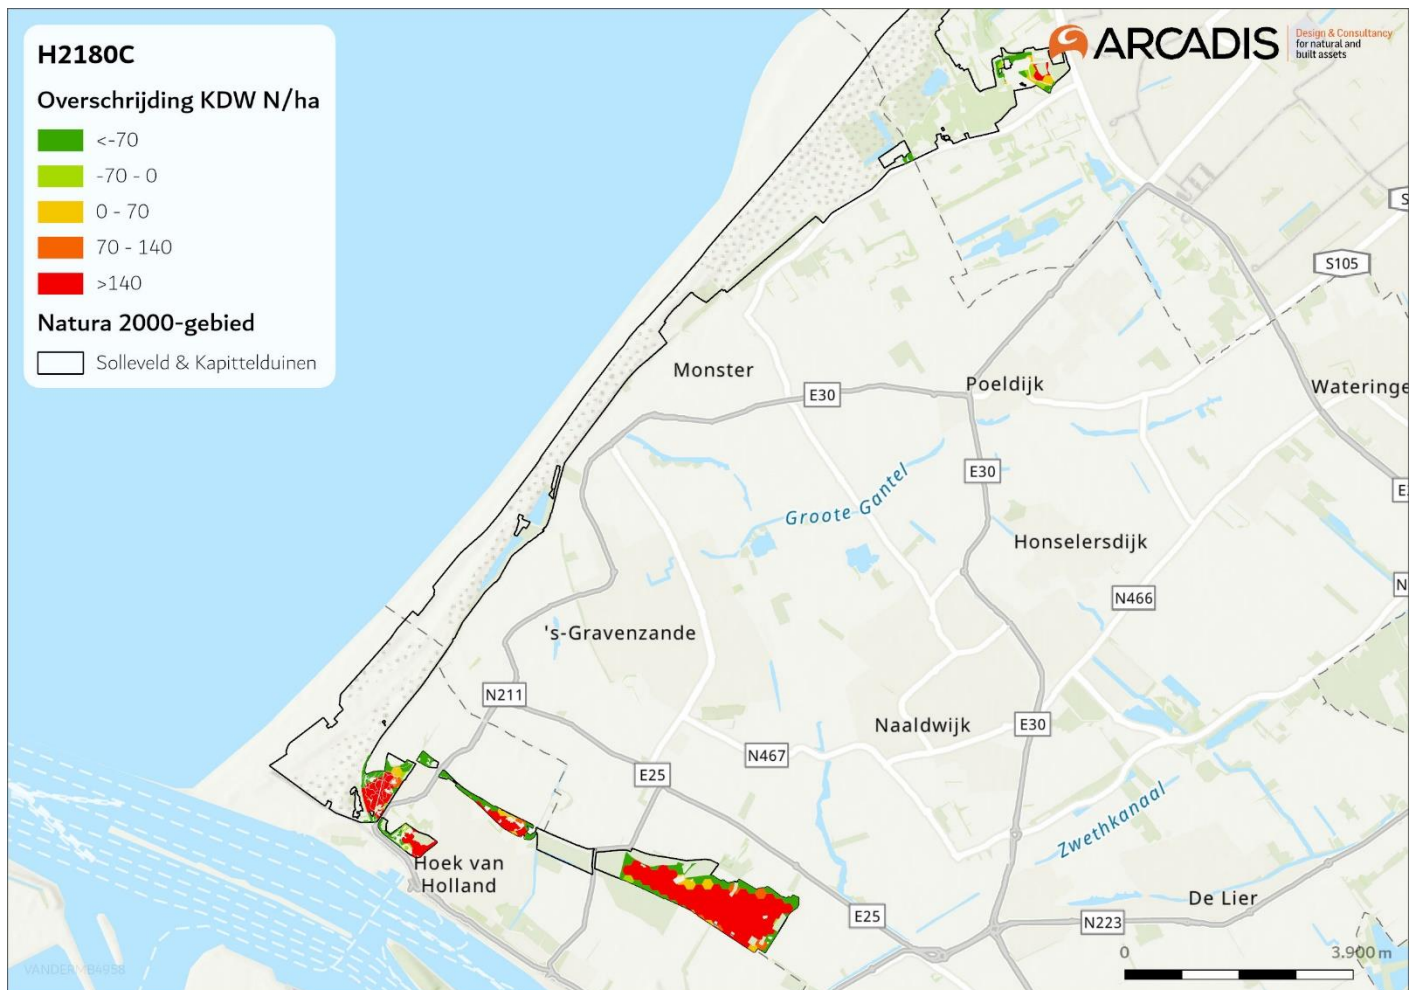 H2180C
Overschrijding KDW N/ha
<-70
-70 - 0
0 - 70
70 - 140
>140
Natura 2000-gebied
Solleveld & Kapittelduinen
ARCADIS
Design & Consultancy
for natural and
built assets
S
S105
Monster
E30
Poeldijk
Wateringe
E30
E
Groote Gantel
Honselersdijk
N
N466
's-Gravenzande
N211
Naaldwijk
E30
N467
E25
Zwethkanaal
Hoek van
Holland
De Lier
E25
N223
0
3.900 m
VANDERMB4958